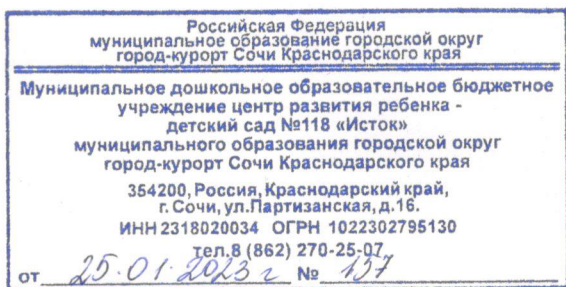 Российская Федерация
муниципальное образование городской округ
город-курорт Сочи Краснодарского края
Муниципальное дошкольное образовательное бюджетное
учреждение центр развития ребенка -
детский сад №118 «Исток»
муниципального образования городской округ
город-курорт Сочи Краснодарского края
354200, Россия, Краснодарский край,
г. Сочи, ул.Партизанская, д.16.
ИНН 2318020034 ОГРН 1022302795130
тел.8 (862) 270-25-07
от 25.01.2023 г № 137